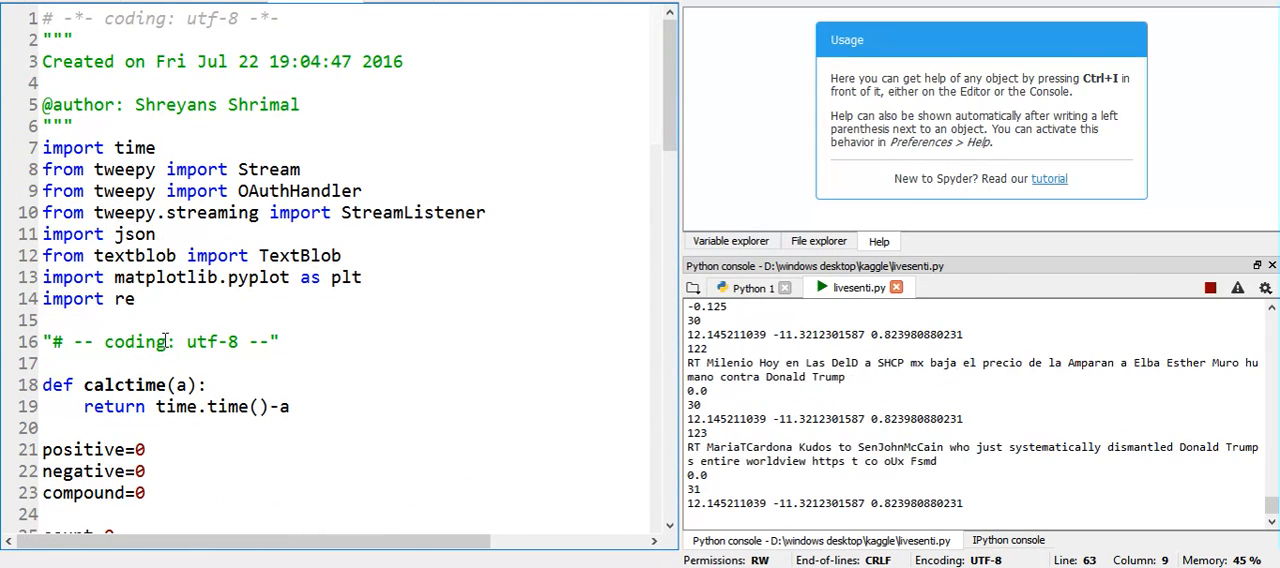 1 # -*- coding: utf-8 -*-
2 """
3 Created on Fri Jul 22 19:04:47 2016
4
5 @author: Shreyans Shrimal
6 """
7 import time
8 from tweepy import Stream
9 from tweepy import OAuthHandler
10 from tweepy.streaming import StreamListener
11 import json
12 from textblob import TextBlob
13 import matplotlib.pyplot as plt
14 import re
15
16 "# -- coding: utf-8 --"
17
18 def calctime(a):
19     return time.time()-a
20
21 positive=0
22 negative=0
23 compound=0
24
Usage
Here you can get help of any object by pressing Ctrl+I in
front of it, either on the Editor or the Console.
Help can also be shown automatically after writing a left
parenthesis next to an object. You can activate this
behavior in Preferences > Help.
New to Spyder? Read our tutorial
Variable explorer File explorer Help
Python console - D:\windows desktop\kaggle\livesenti.py
Python 1 livesenti.py
-0.125
30
12.145211039 -11.3212301587 0.823980880231
122
RT Milenio Hoy en Las DelD a SHCP mx baja el precio de la Amparan a Elba Esther Muro hu
mano contra Donald Trump
0.0
30
12.145211039 -11.3212301587 0.823980880231
123
RT MariaTCardona Kudos to SenJohnMcCain who just systematically dismantled Donald Trump
s entire worldview https t co oUx Fsmd
0.0
31
12.145211039 -11.3212301587 0.823980880231
Python console - D:\windows desktop\kaggle\livesenti.py IPython console
Permissions: RW End-of-lines: CRLF Encoding: UTF-8 Line: 63 Column: 9 Memory: 45 %